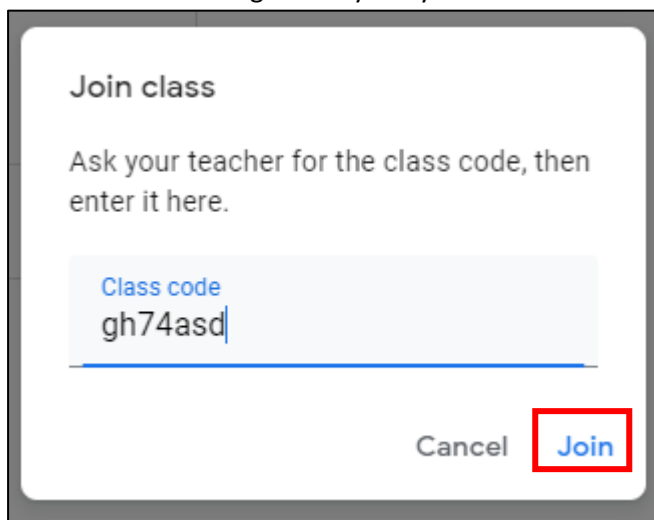 Join class
Ask your teacher for the class code, then
enter it here.
Class code
gh74asd
Cancel Join